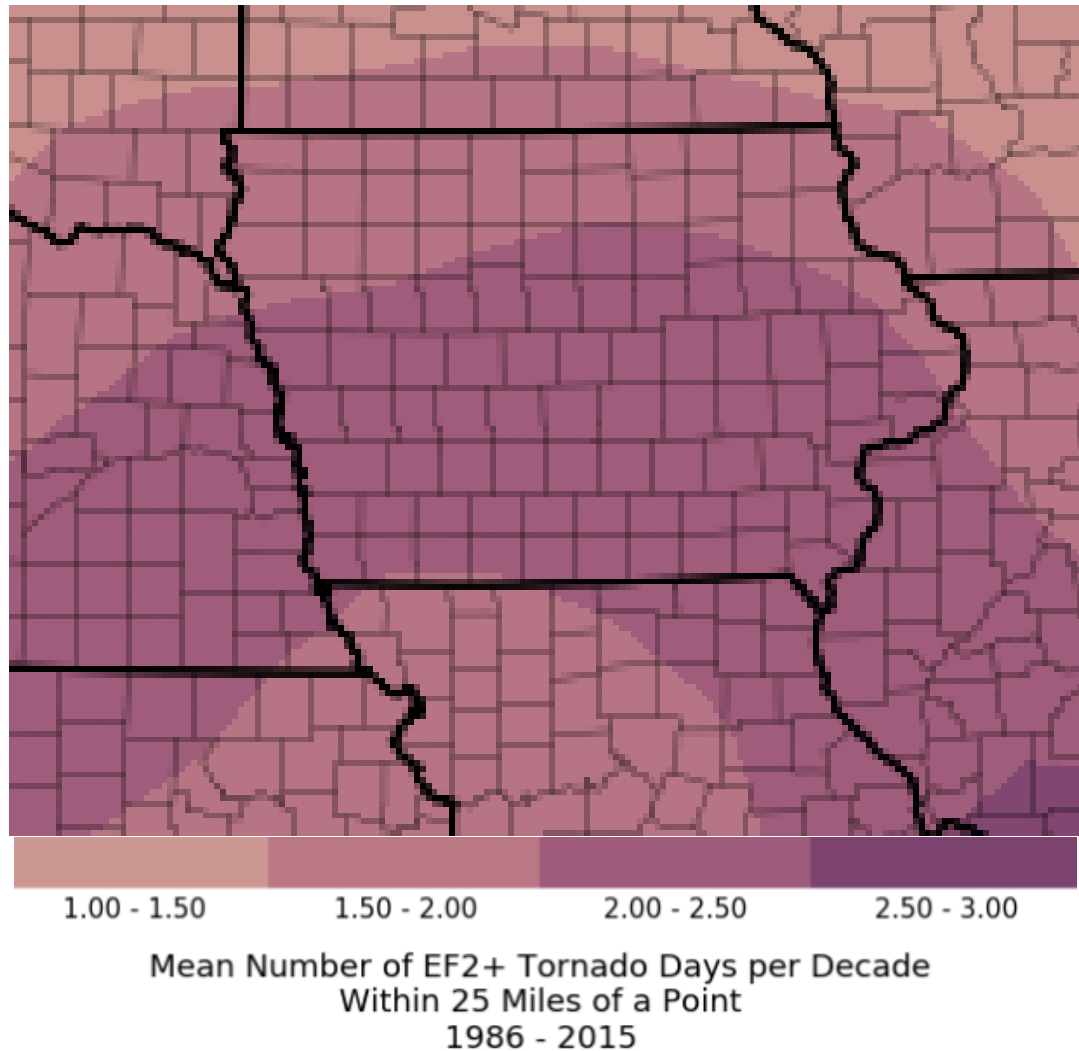 1.00 - 1.50 1.50 - 2.00 2.00 - 2.50 2.50 - 3.00
Mean Number of EF2+ Tornado Days per Decade
Within 25 Miles of a Point
1986 - 2015